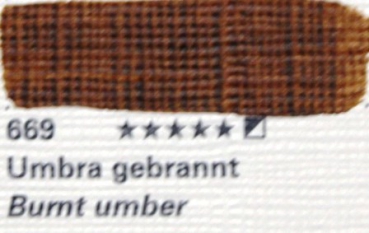 669 ★★★★★ ◩
Umbra gebrannt
Burnt umber